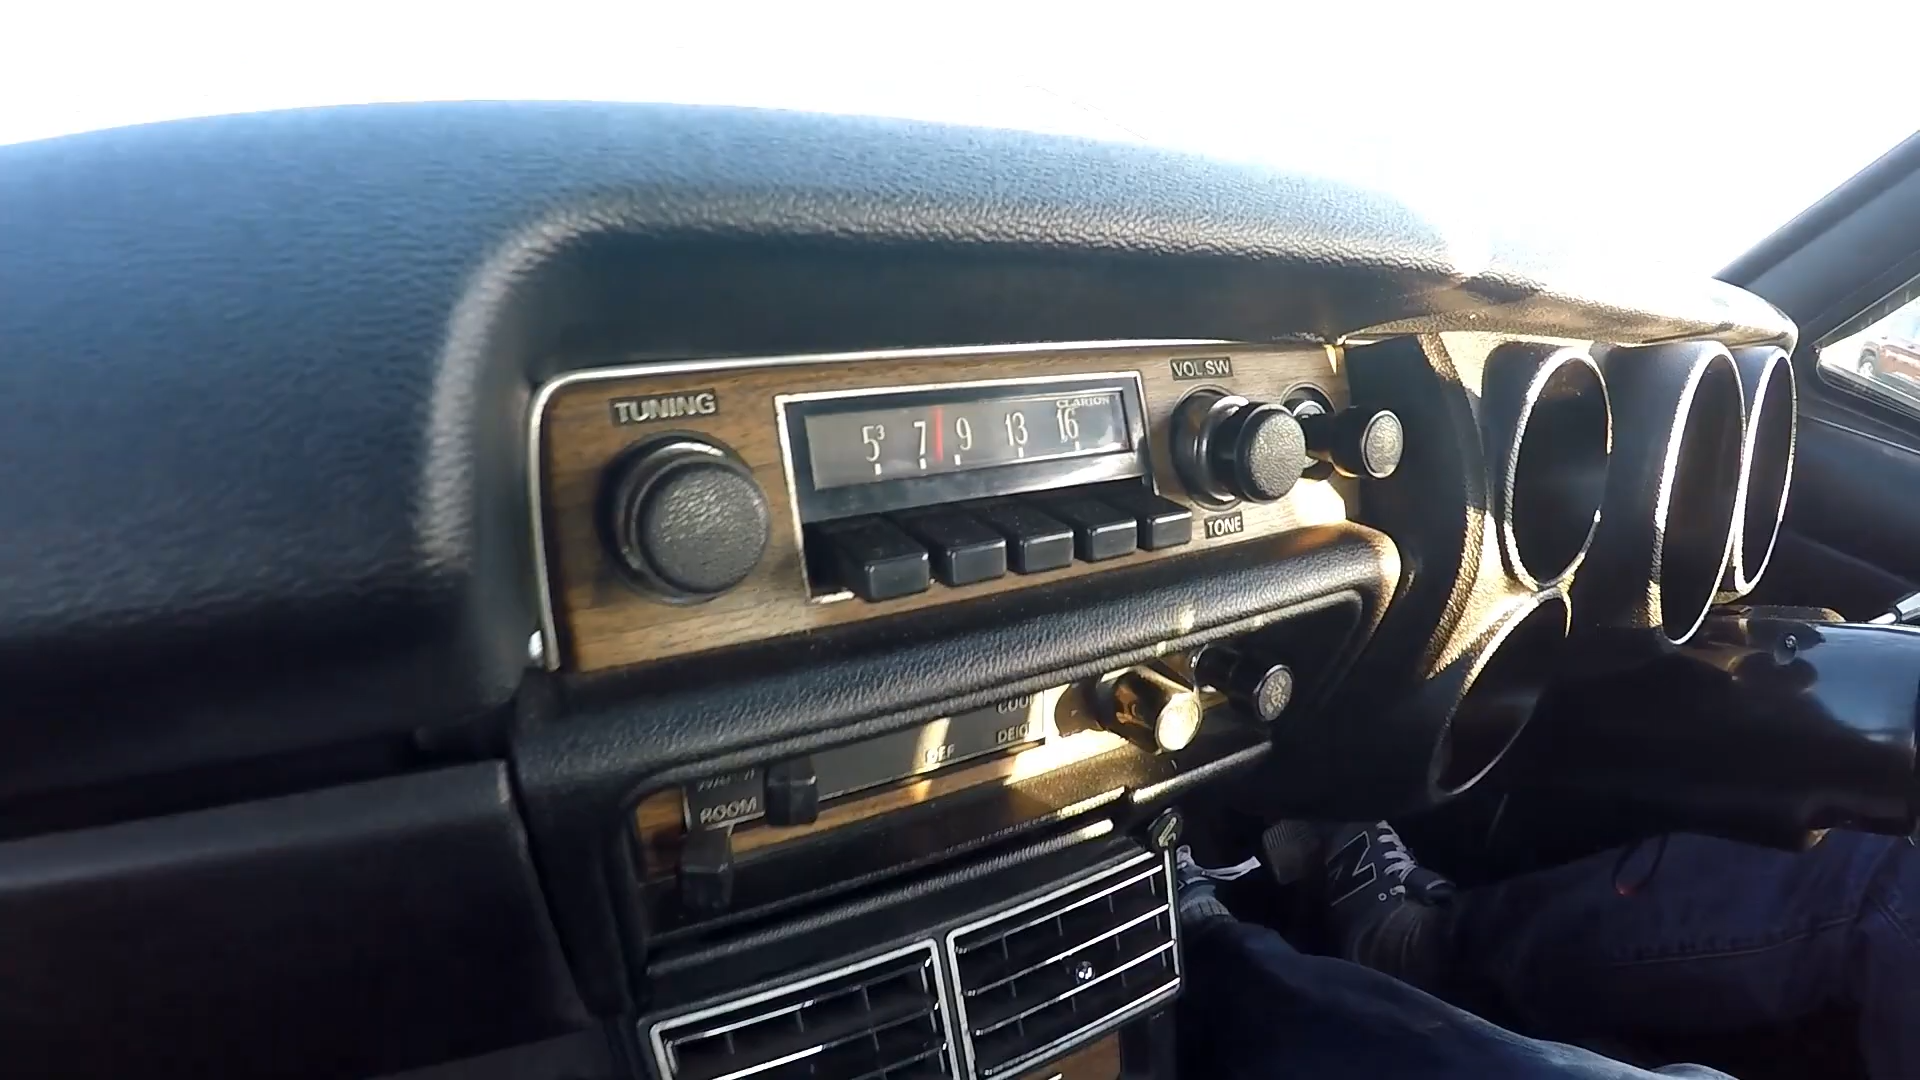 TUNING
VOL.SW
CLARION
5³ 7 9 13 16
TONE
DEF
ROOM
N